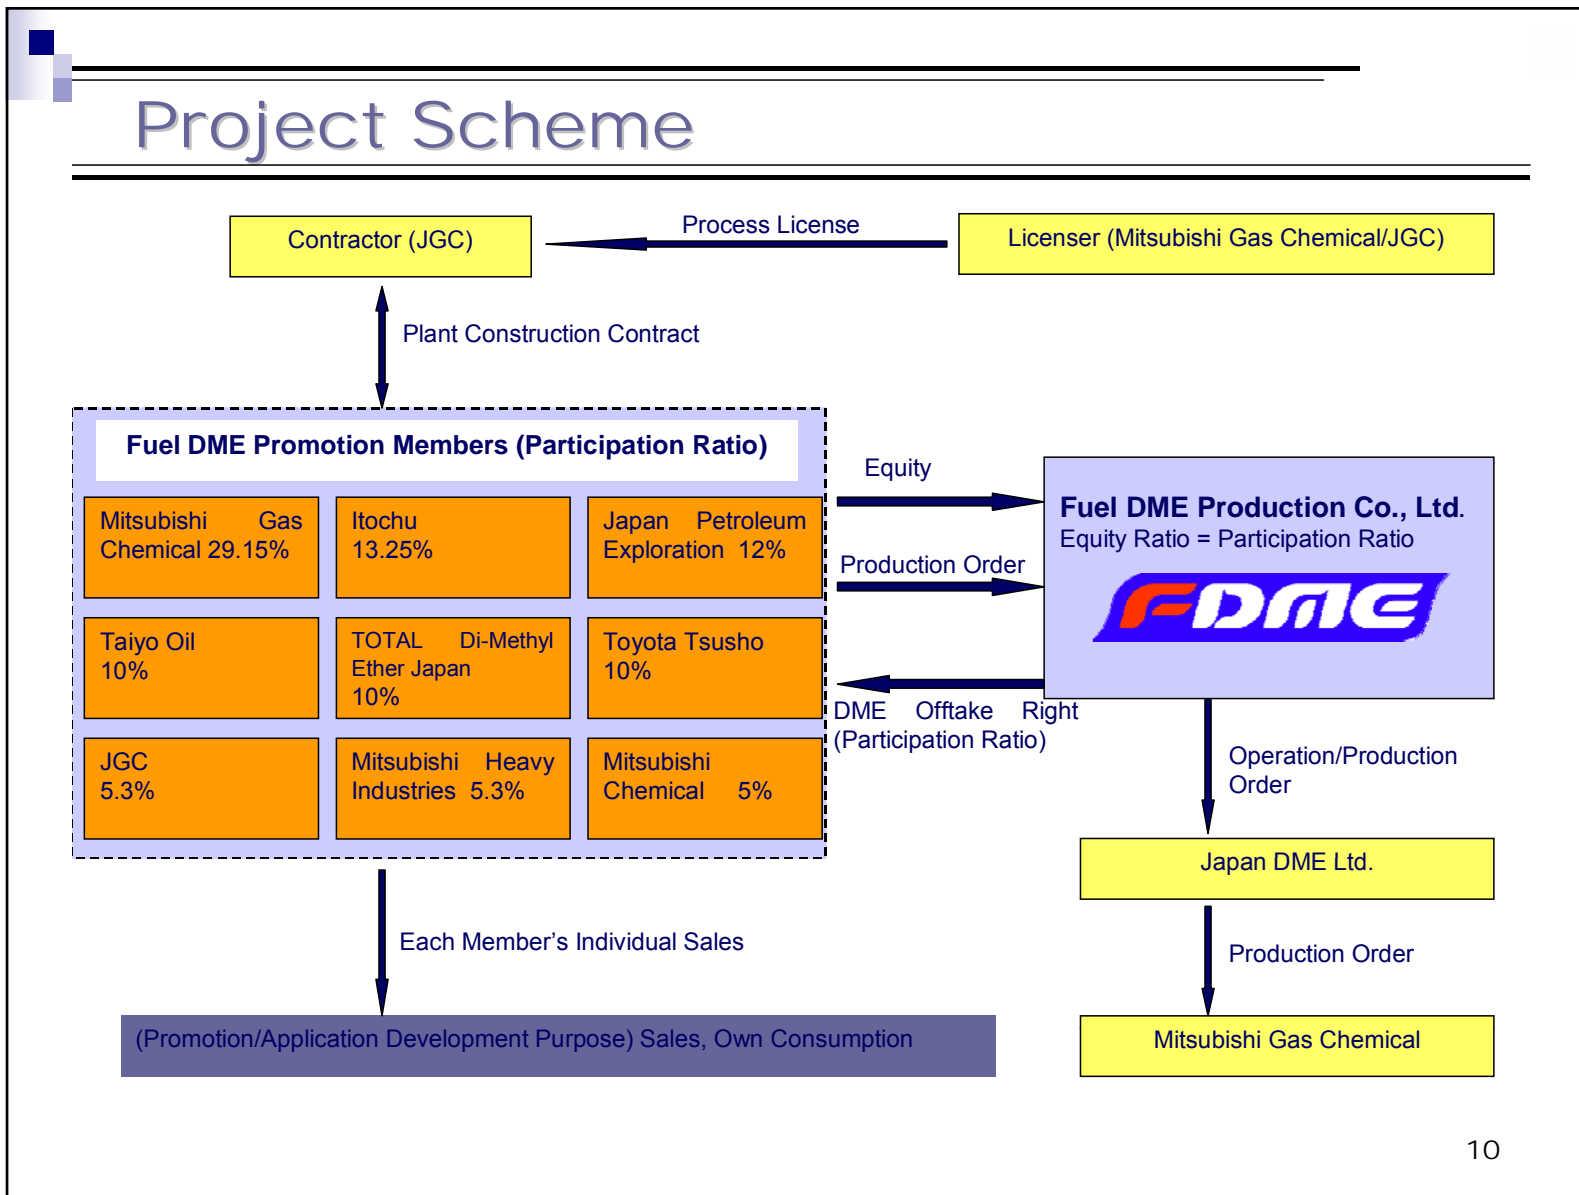 Project Scheme
Contractor (JGC)
Process License
Licenser (Mitsubishi Gas Chemical/JGC)
Plant Construction Contract
Fuel DME Promotion Members (Participation Ratio)
Mitsubishi Gas
Chemical 29.15%
Itochu
13.25%
Japan Petroleum
Exploration 12%
Taiyo Oil
10%
TOTAL Di-Methyl
Ether Japan
10%
Toyota Tsusho
10%
JGC
5.3%
Mitsubishi Heavy
Industries 5.3%
Mitsubishi
Chemical 5%
Equity
Production Order
DME Offtake Right
(Participation Ratio)
Fuel DME Production Co., Ltd.
Equity Ratio = Participation Ratio
FDME
Operation/Production
Order
Japan DME Ltd.
Production Order
Mitsubishi Gas Chemical
Each Member’s Individual Sales
(Promotion/Application Development Purpose) Sales, Own Consumption
10